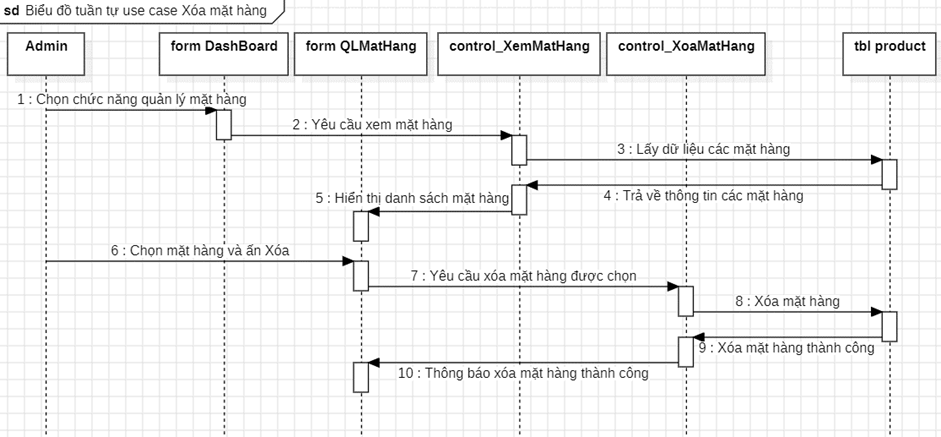 sd Biểu đồ tuần tự use case Xóa mặt hàng
Admin
form DashBoard
form QLMatHang
control_XemMatHang
control_XoaMatHang
tbl product
1 : Chọn chức năng quản lý mặt hàng
2 : Yêu cầu xem mặt hàng
3 : Lấy dữ liệu các mặt hàng
4 : Trả về thông tin các mặt hàng
5 : Hiển thị danh sách mặt hàng
6 : Chọn mặt hàng và ấn Xóa
7 : Yêu cầu xóa mặt hàng được chọn
8 : Xóa mặt hàng
9 : Xóa mặt hàng thành công
10 : Thông báo xóa mặt hàng thành công